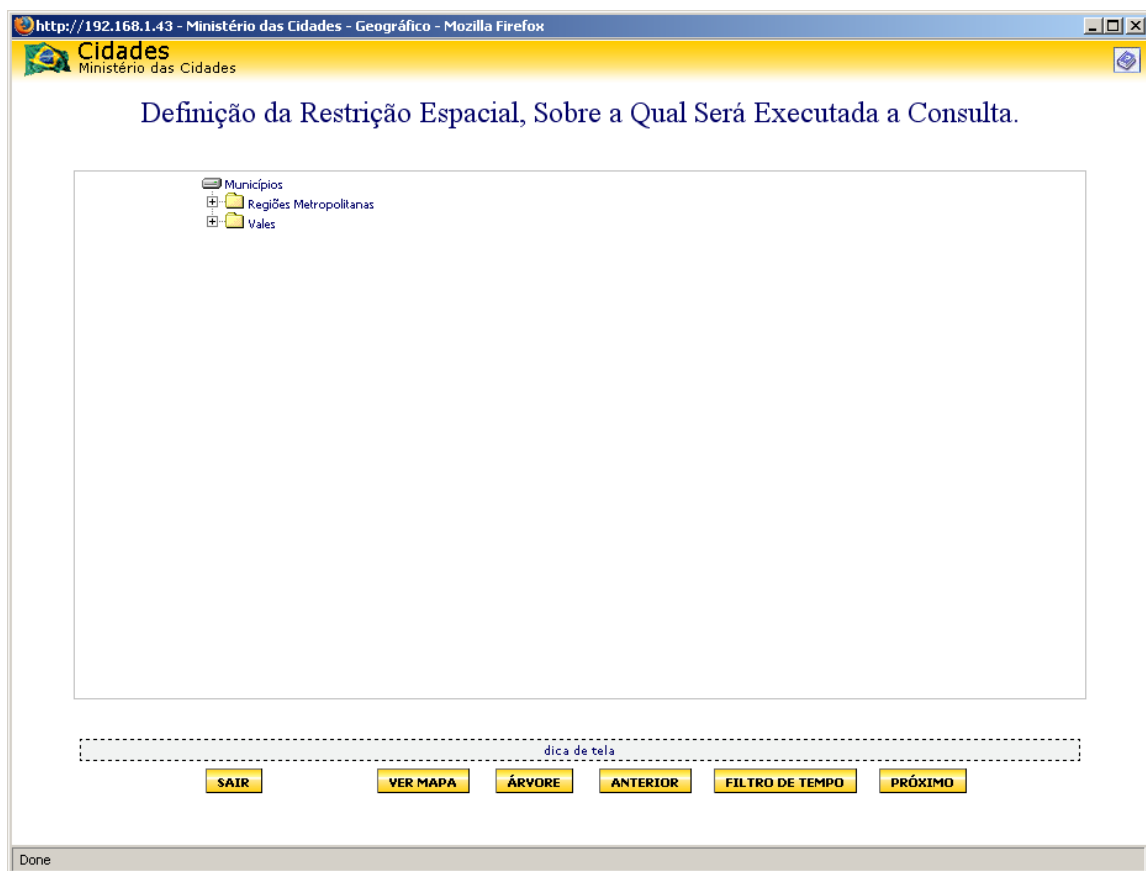 http://192.168.1.43 - Ministério das Cidades - Geográfico - Mozilla Firefox
Cidades
Ministério das Cidades
Definição da Restrição Espacial, Sobre a Qual Será Executada a Consulta.
Municípios
Regiões Metropolitanas
Vales
dica de tela
SAIR VER MAPA ÁRVORE ANTERIOR FILTRO DE TEMPO PRÓXIMO
Done